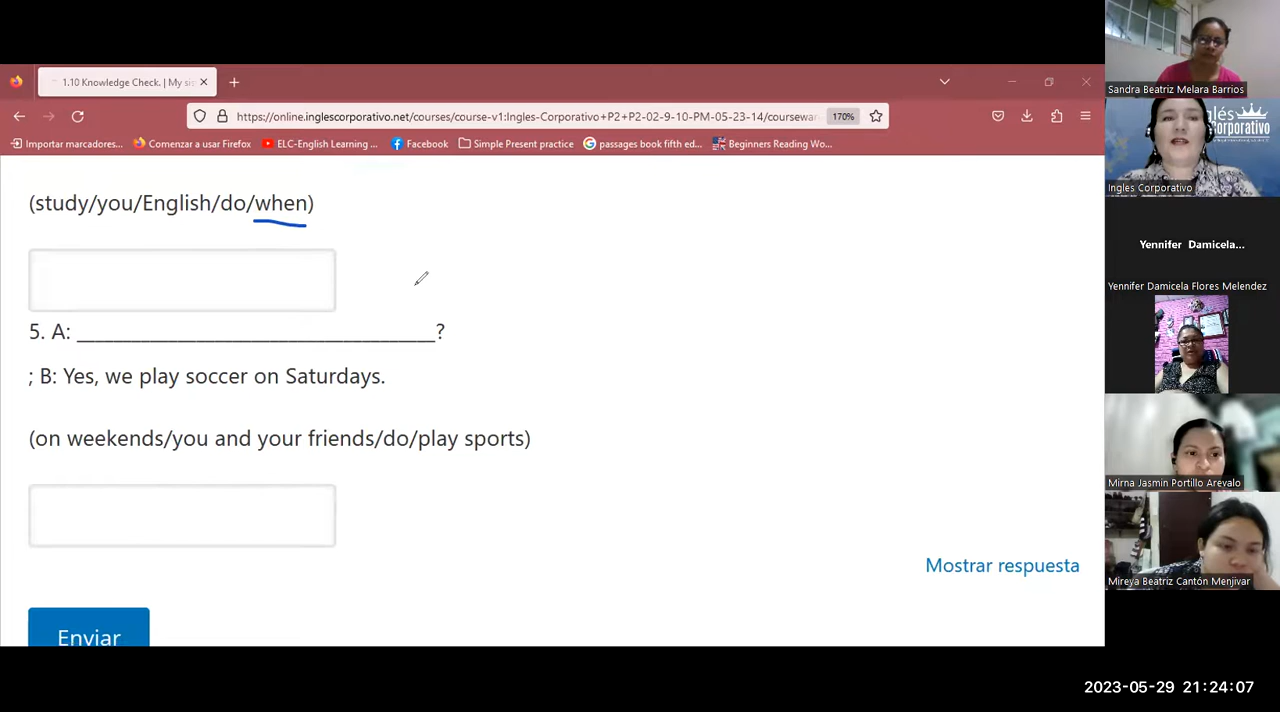 1.10 Knowledge Check. | My si
https://online.inglescorporativo.net/courses/course-v1:Ingles-Corporativo+P2+P2-02-9-10-PM-05-23-14/coursewar
170%
Importar marcadores...
Comenzar a usar Firefox
ELC-English Learning ...
Facebook
Simple Present practice
passages book fifth ed...
Beginners Reading Wo...
(study/you/English/do/when)
5. A: ___________________________________?
; B: Yes, we play soccer on Saturdays.
(on weekends/you and your friends/do/play sports)
Mostrar respuesta
Enviar
Sandra Beatriz Melara Barrios
Inglés
Corporativo
Ingles Corporativo
Yennifer Damicela...
Yennifer Damicela Flores Melendez
Mirna Jasmin Portillo Arevalo
Mireya Beatriz Cantón Menjivar
2023-05-29 21:24:07